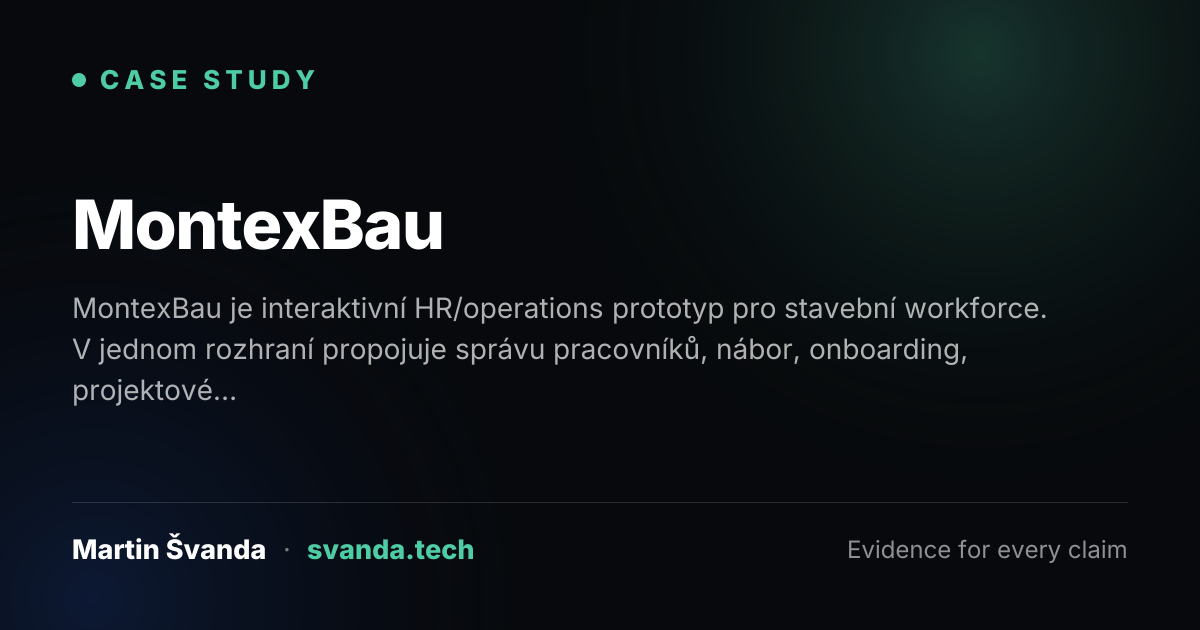 CASE STUDY
MontexBau
MontexBau je interaktivní HR/operations prototyp pro stavební workforce.
V jednom rozhraní propojuje správu pracovníků, nábor, onboarding,
projektové…
Martin Švanda · svanda.tech
Evidence for every claim